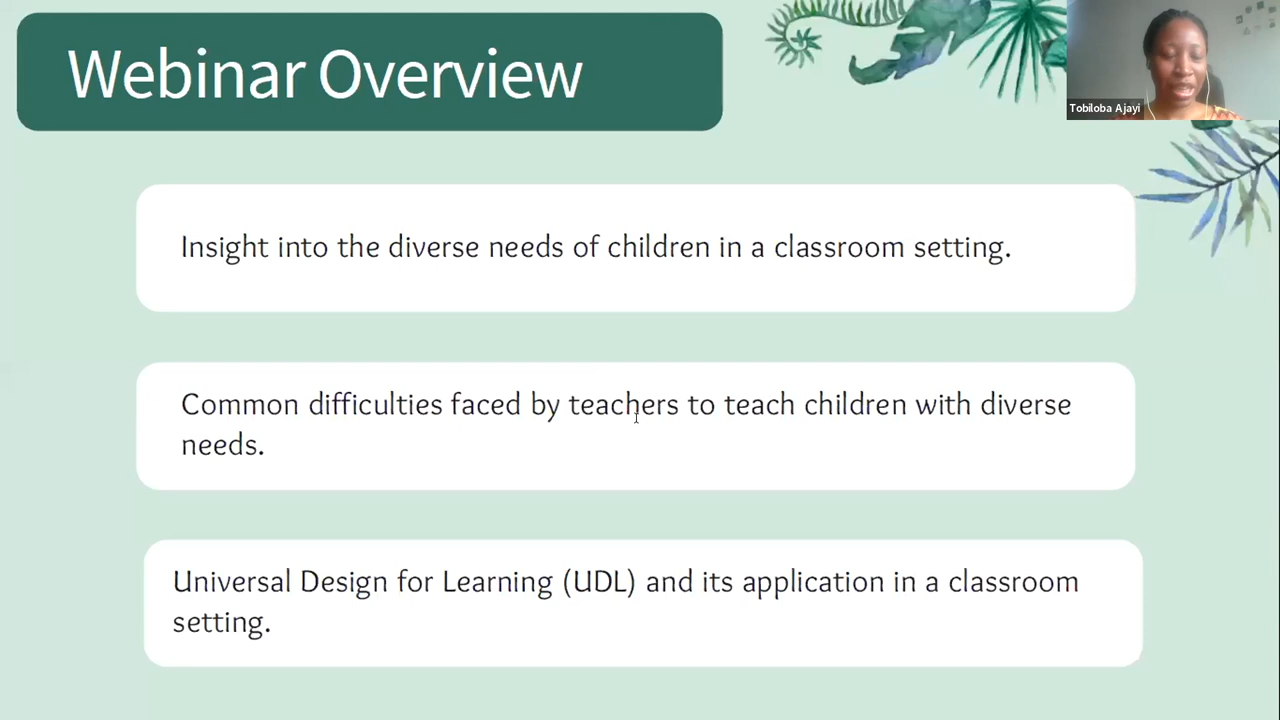 Webinar Overview
Tobiloba Ajayi
Insight into the diverse needs of children in a classroom setting.
Common difficulties faced by teachers to teach children with diverse
needs.
Universal Design for Learning (UDL) and its application in a classroom
setting.